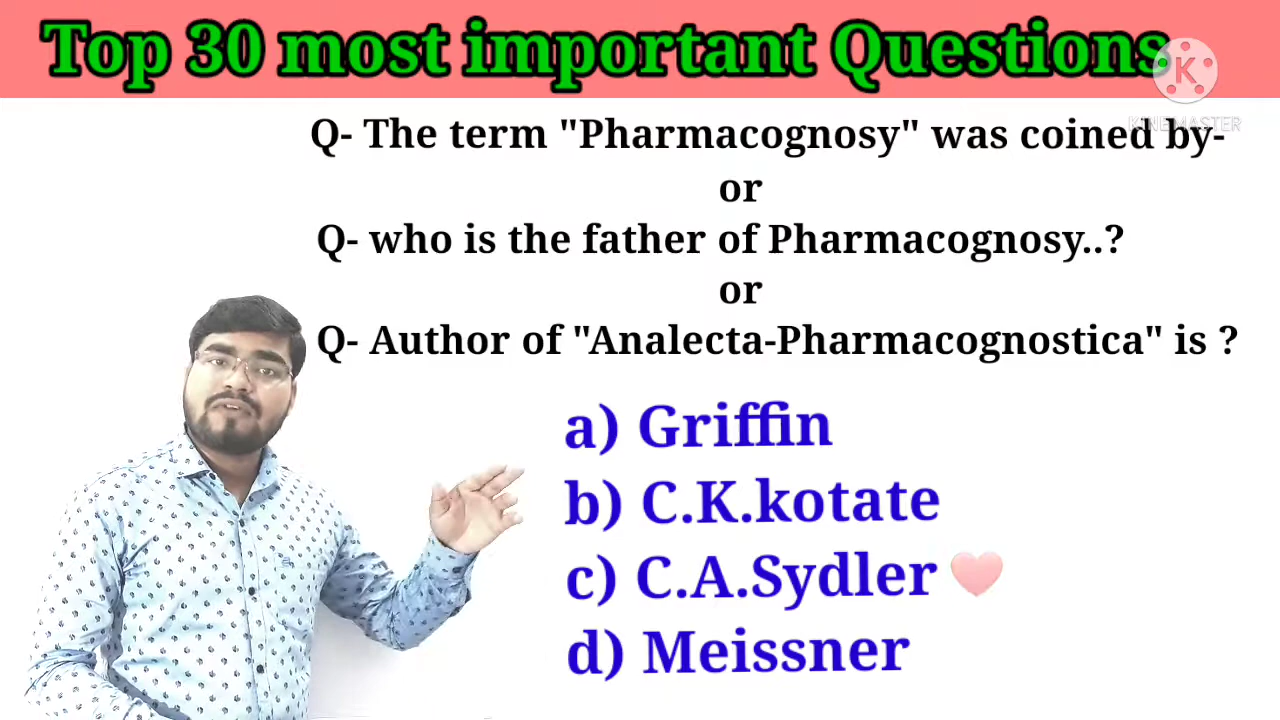 Top 30 most important Questions
K
KINEMASTER
Q- The term "Pharmacognosy" was coined by-
or
Q- who is the father of Pharmacognosy..?
or
Q- Author of "Analecta-Pharmacognostica" is ?
a) Griffin
b) C.K.kotate
c) C.A.Sydler
d) Meissner